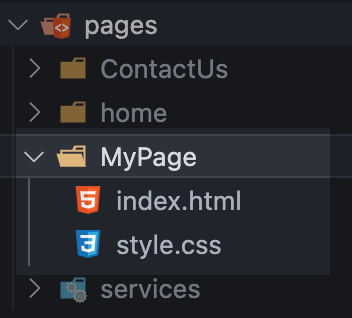 pages
ContactUs
home
MyPage
index.html
style.css
services